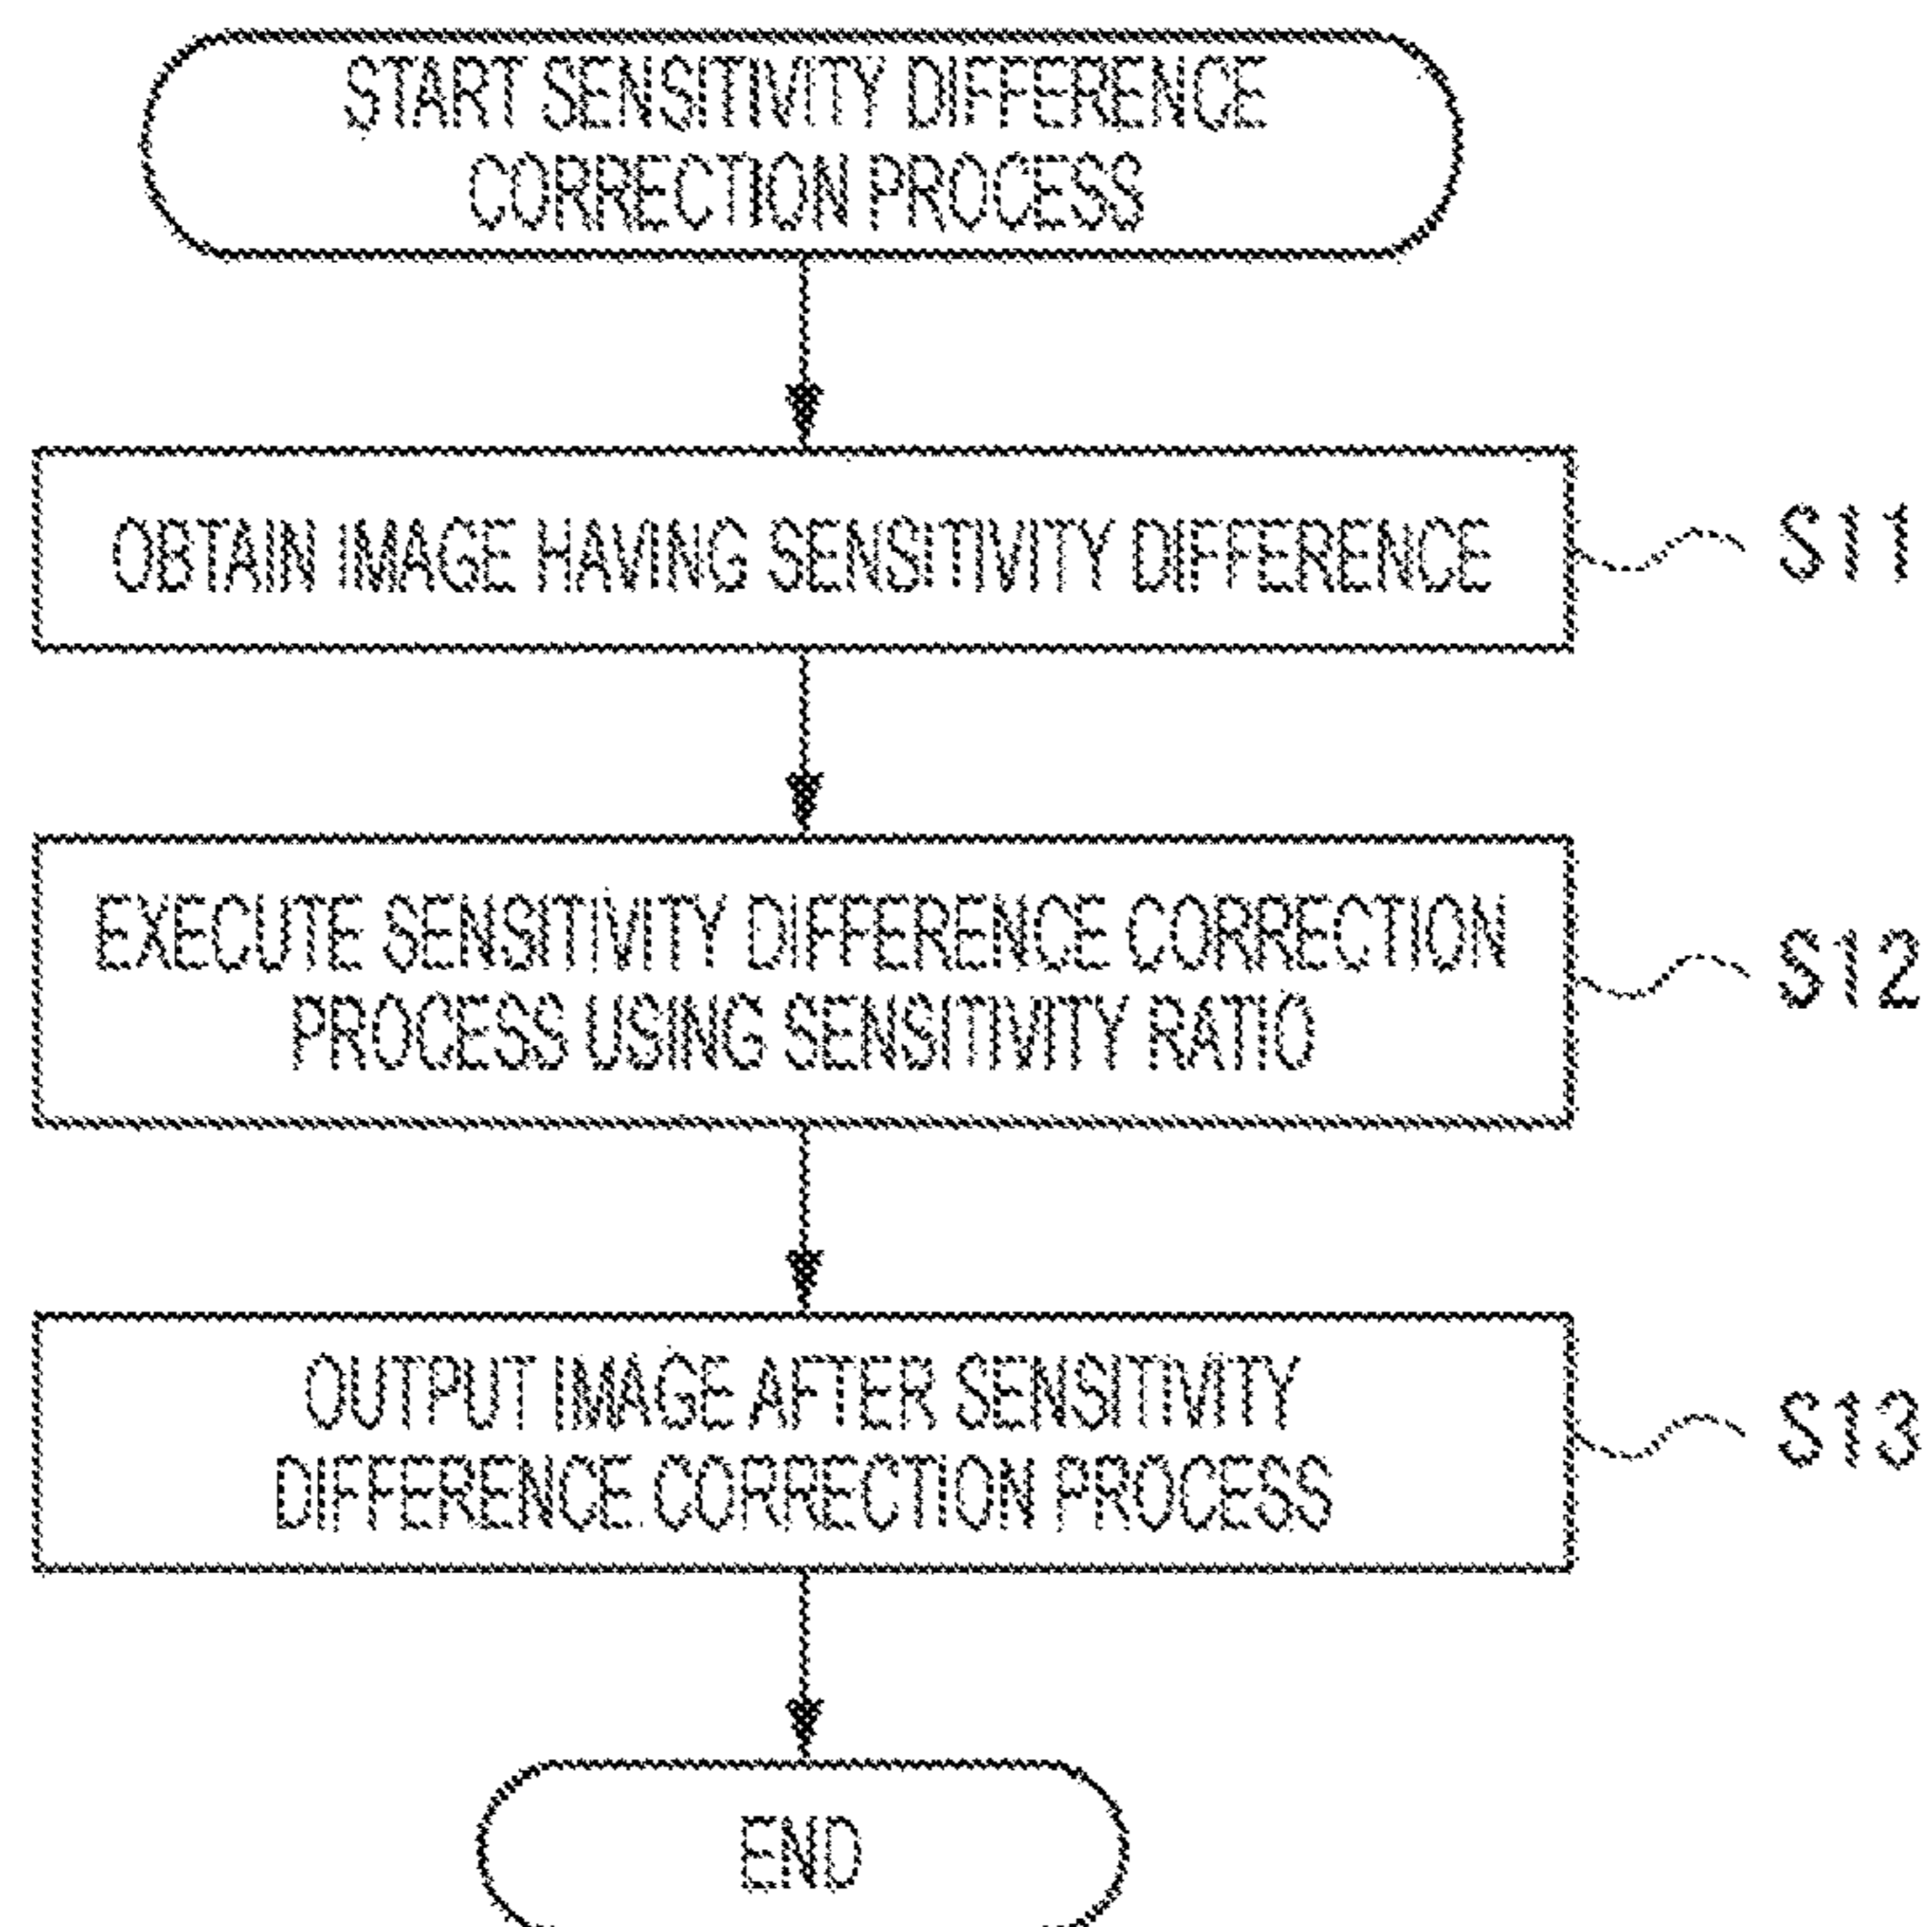 START SENSITIVITY DIFFERENCE
CORRECTION PROCESS
OBTAIN IMAGE HAVING SENSITIVITY DIFFERENCE
S11
EXECUTE SENSITIVITY DIFFERENCE CORRECTION
PROCESS USING SENSITIVITY RATIO
S12
OUTPUT IMAGE AFTER SENSITIVITY
DIFFERENCE CORRECTION PROCESS
S13
END